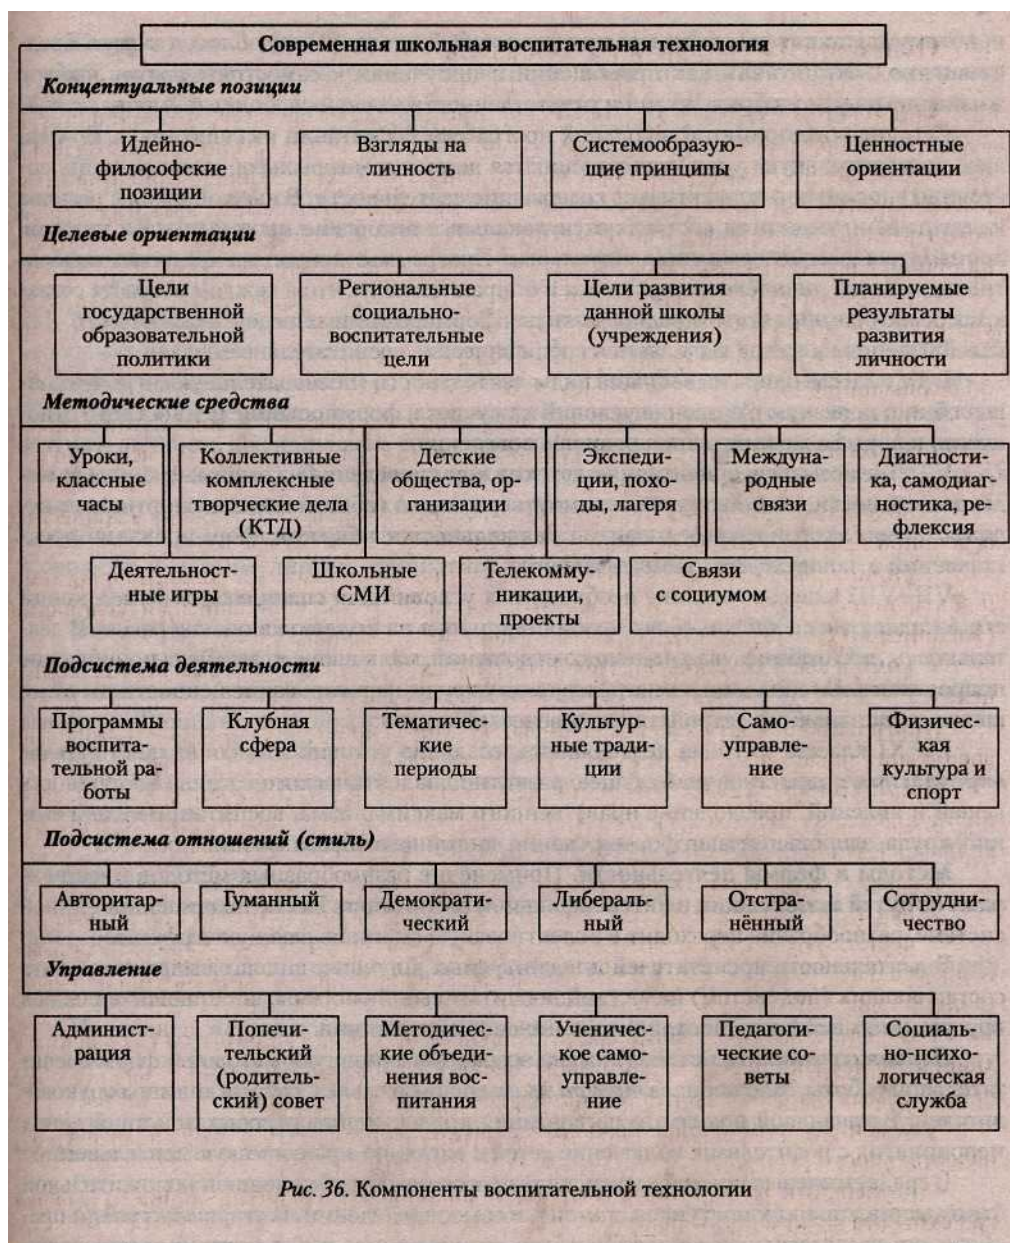 Современная школьная воспитательная технология
Концептуальные позиции
Идейно-
философские
позиции
Взгляды на
личность
Системообразую-
щие принципы
Ценностные
ориентации
Целевые ориентации
Цели
государственной
образовательной
политики
Региональные
социально-
воспитательные
цели
Цели развития
данной школы
(учреждения)
Планируемые
результаты
развития
личности
Методические средства
Уроки,
классные
часы
Коллективные
комплексные
творческие дела
(КТД)
Детские
общества, ор-
ганизации
Экспеди-
ции, похо-
ды, лагеря
Междуна-
родные
связи
Диагности-
ка, самодиаг-
ностика, ре-
флексия
Деятельност-
ные игры
Школьные
СМИ
Телекомму-
никации,
проекты
Связи
с социумом
Подсистема деятельности
Программы
воспита-
тельной ра-
боты
Клубная
сфера
Тематичес-
кие
периоды
Культур-
ные тради-
ции
Само-
управле-
ние
Физичес-
кая
культура и
спорт
Подсистема отношений (стиль)
Авторитар-
ный
Гуманный
Демократи-
ческий
Либераль-
ный
Отстра-
нённый
Сотрудни-
чество
Управление
Админист-
рация
Попечи-
тельский
(родитель-
ский) совет
Методичес-
кие объеди-
нения вос-
питания
Ученичес-
кое само-
управле-
ние
Педагоги-
ческие со-
веты
Социаль-
но-психо-
логическая
служба
Рис. 36. Компоненты воспитательной технологии